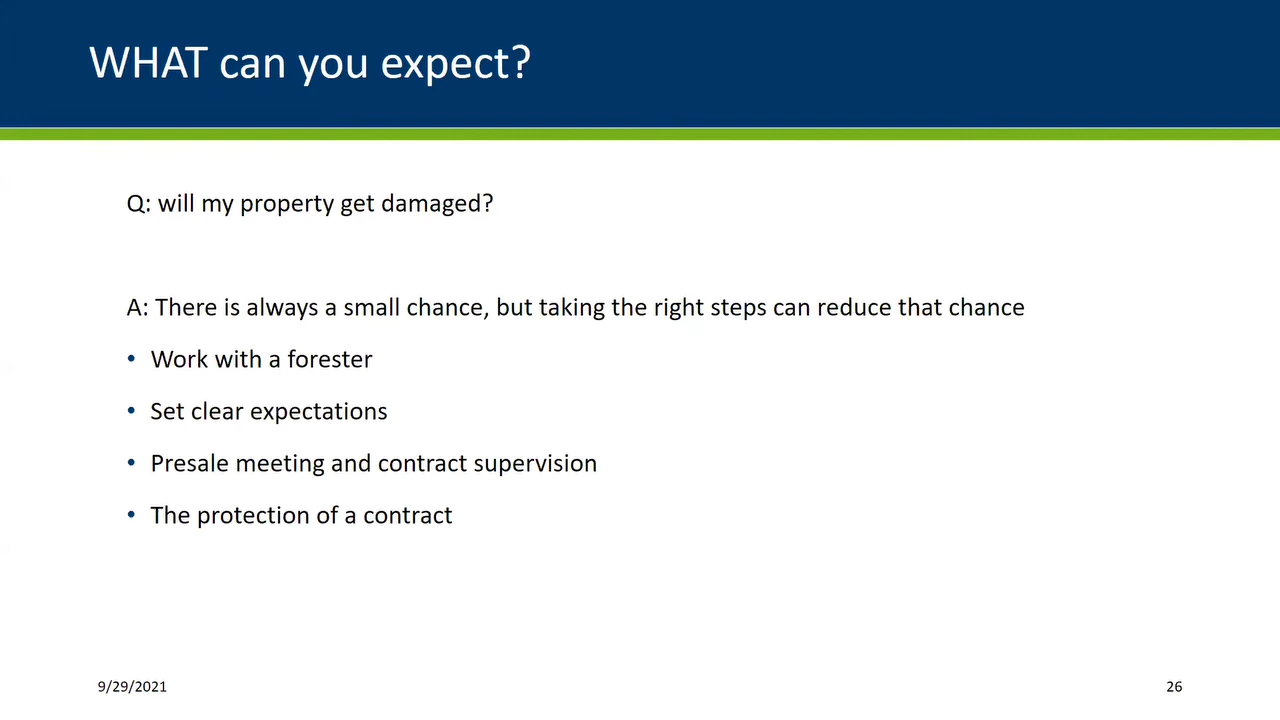 WHAT can you expect?
Q: will my property get damaged?
A: There is always a small chance, but taking the right steps can reduce that chance
• Work with a forester
• Set clear expectations
• Presale meeting and contract supervision
• The protection of a contract
9/29/2021
26